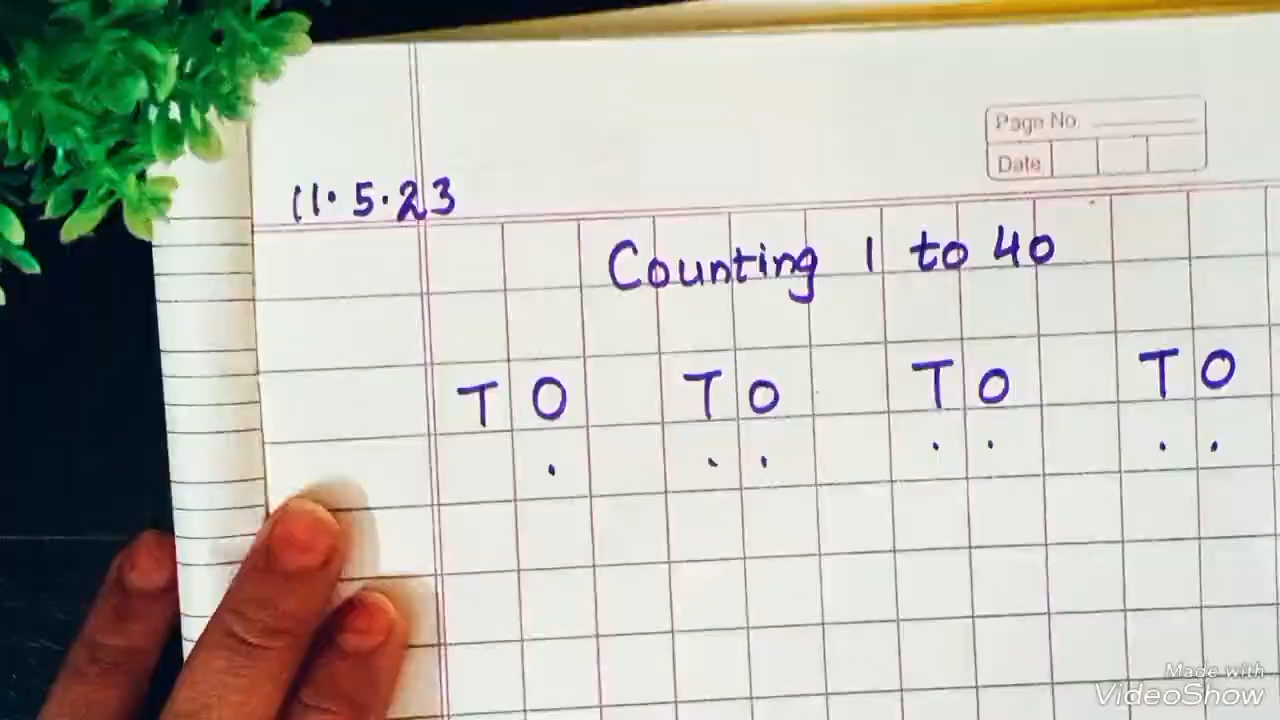 Page No.
Date
11.5.23
Counting 1 to 40
T O T O T O T O
Made with
VideoShow